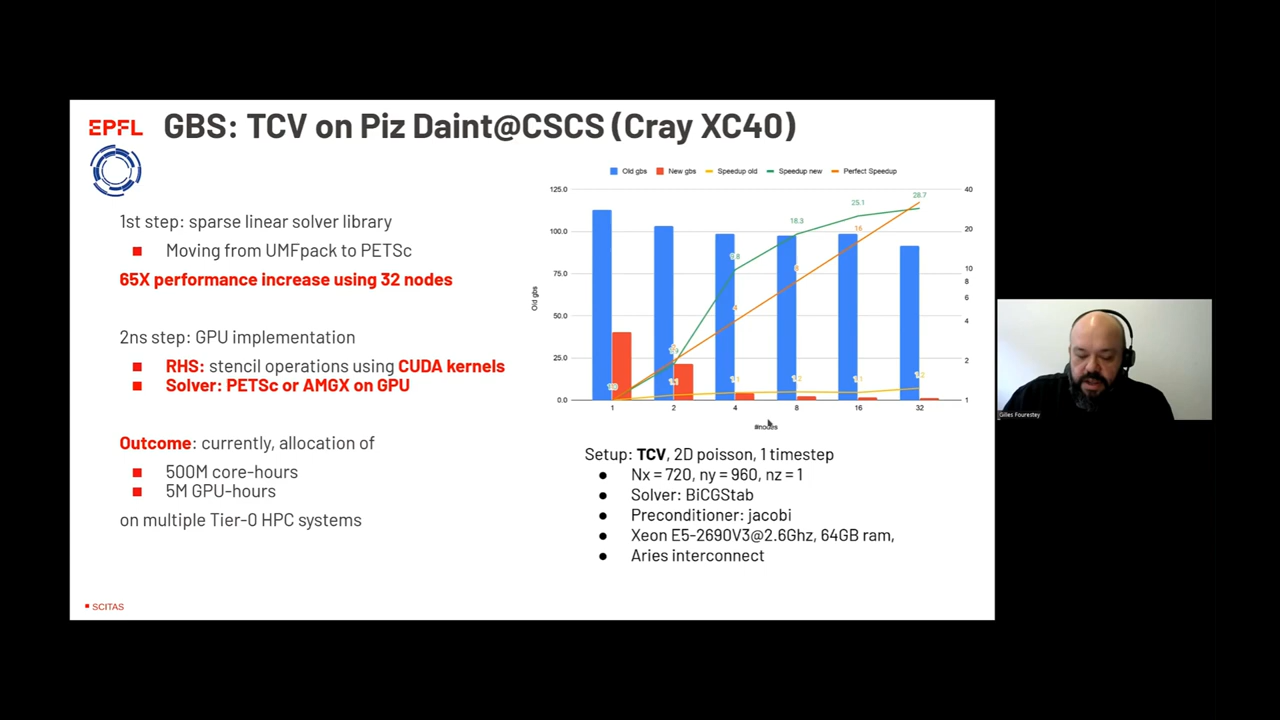 EPFL
GBS: TCV on Piz Daint@CSCS (Cray XC40)
1st step: sparse linear solver library
Moving from UMFpack to PETSc
65X performance increase using 32 nodes
2ns step: GPU implementation
RHS: stencil operations using CUDA kernels
Solver: PETSc or AMGX on GPU
Outcome: currently, allocation of
500M core-hours
5M GPU-hours
on multiple Tier-0 HPC systems
SCITAS
Old gbs New gbs Speedup old Speedup new Perfect Speedup
125.0
100.0
75.0
50.0
25.0
0.0
Old gbs
40
20
10
8
6
4
2
1
18.3
25.1
28.7
16
1 2 4 8 16 32
#nodes
Setup: TCV, 2D poisson, 1 timestep
Nx = 720, ny = 960, nz = 1
Solver: BiCGStab
Preconditioner: jacobi
Xeon E5-2690V3@2.6Ghz, 64GB ram,
Aries interconnect
Gilles Fourestey